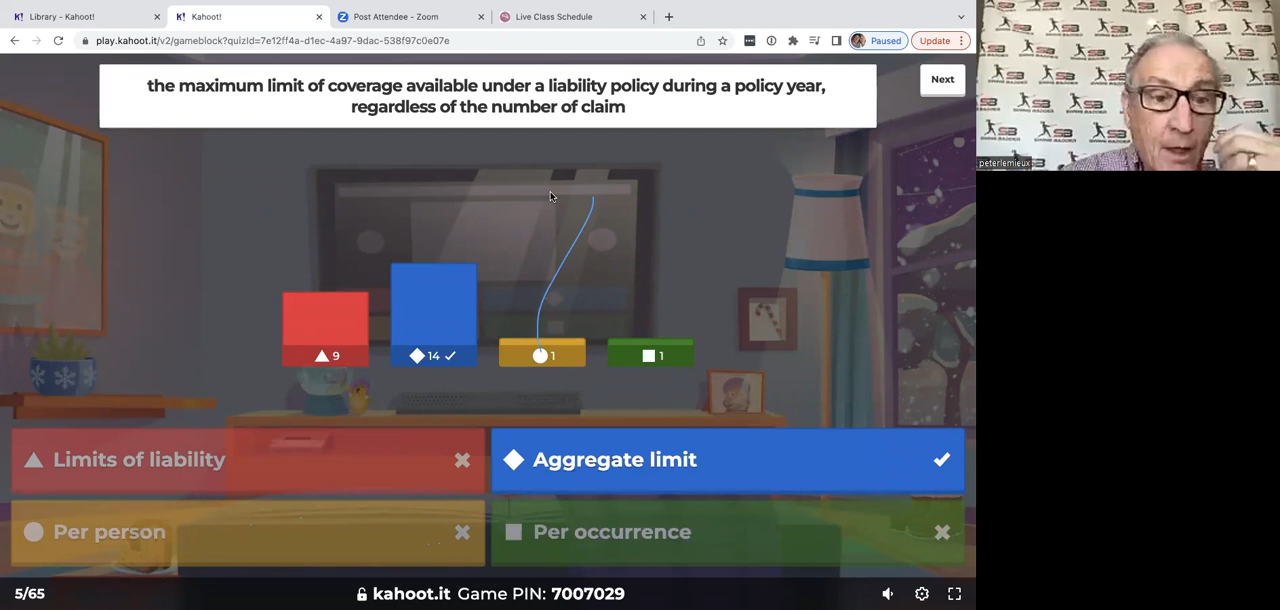 Library - Kahoot!
Kahoot!
Post Attendee - Zoom
Live Class Schedule
play.kahoot.it/v2/gameblock?quizId=7e12ff4a-d1ec-4a97-9dac-538f97c0e07e
Paused
Update
the maximum limit of coverage available under a liability policy during a policy year,
regardless of the number of claim
Next
peterlemieux
9
14
1
1
Limits of liability
Aggregate limit
Per person
Per occurrence
5/65
kahoot.it Game PIN: 7007029